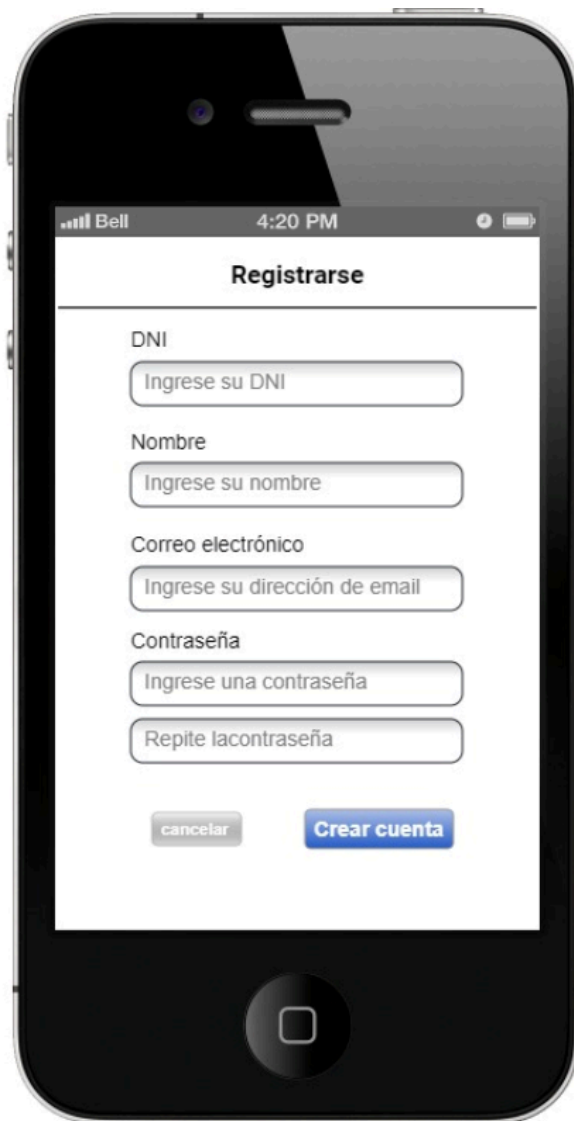 Bell 4:20 PM
Registrarse
DNI
Ingrese su DNI
Nombre
Ingrese su nombre
Correo electrónico
Ingrese su dirección de email
Contraseña
Ingrese una contraseña
Repite lacontraseña
cancelar Crear cuenta